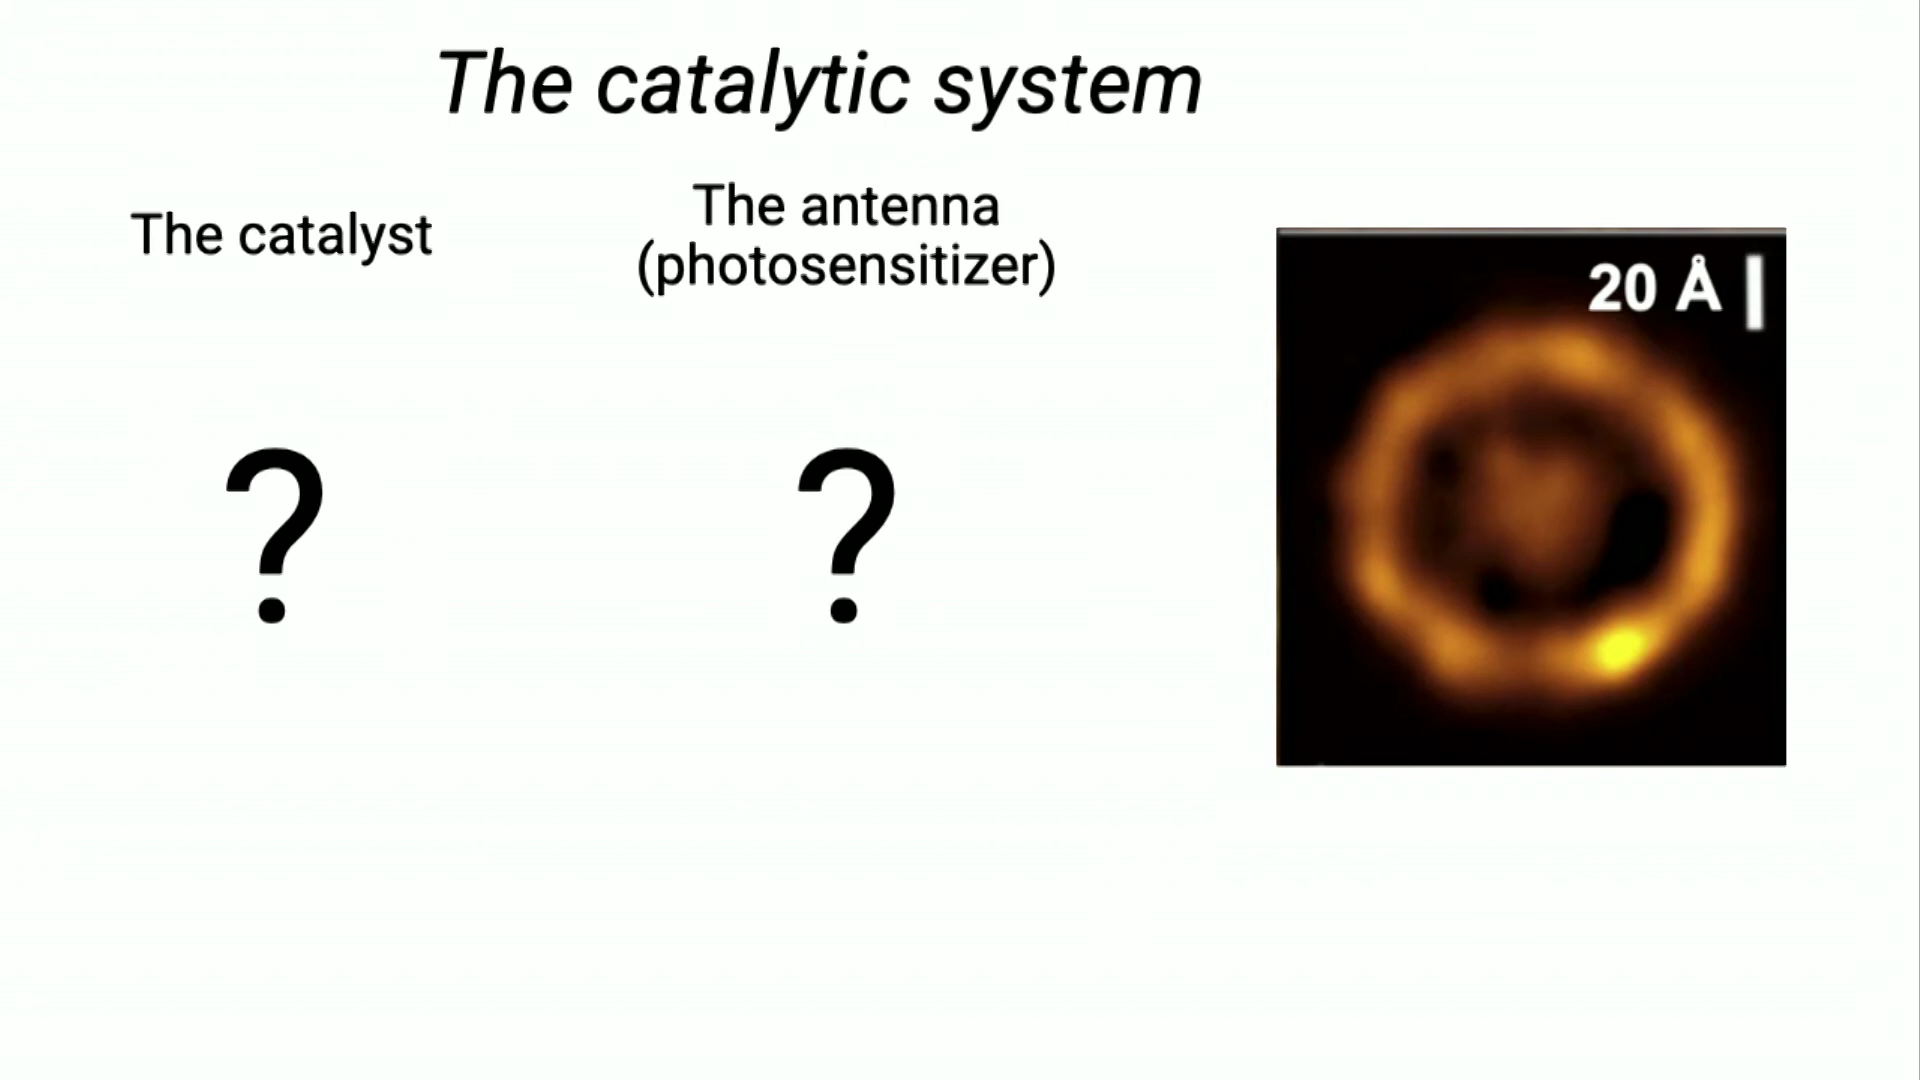 The catalytic system
The catalyst
The antenna
(photosensitizer)
20 Å
?
?